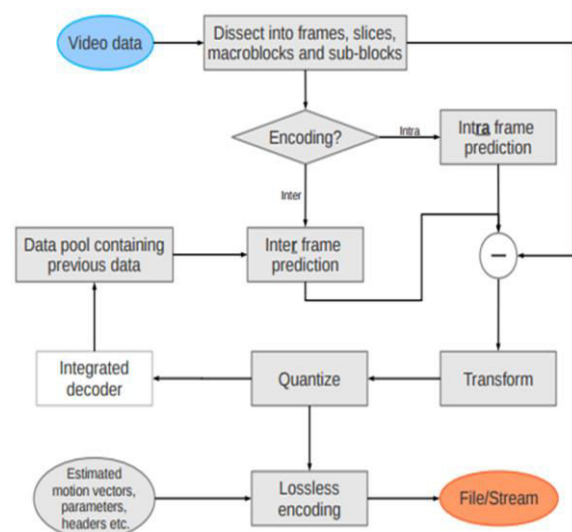 Video data
Dissect into frames, slices,
macroblocks and sub-blocks
Encoding?
Intra
Intra frame
prediction
Inter
Data pool containing
previous data
Inter frame
prediction
−
Integrated
decoder
Quantize
Transform
Estimated
motion vectors,
parameters,
headers etc.
Lossless
encoding
File/Stream